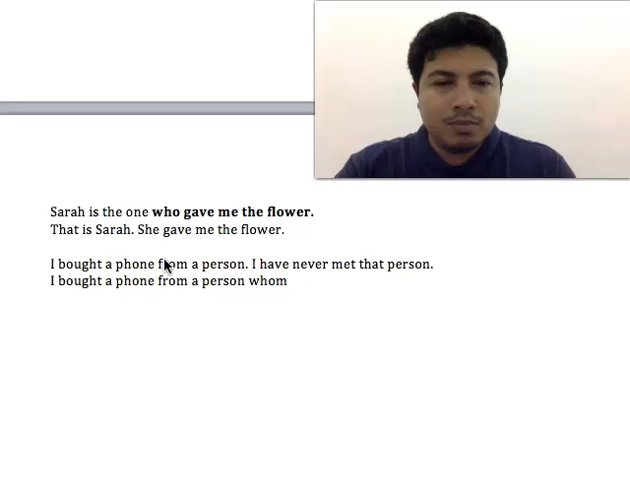 Sarah is the one who gave me the flower.
That is Sarah. She gave me the flower.
I bought a phone from a person. I have never met that person.
I bought a phone from a person whom